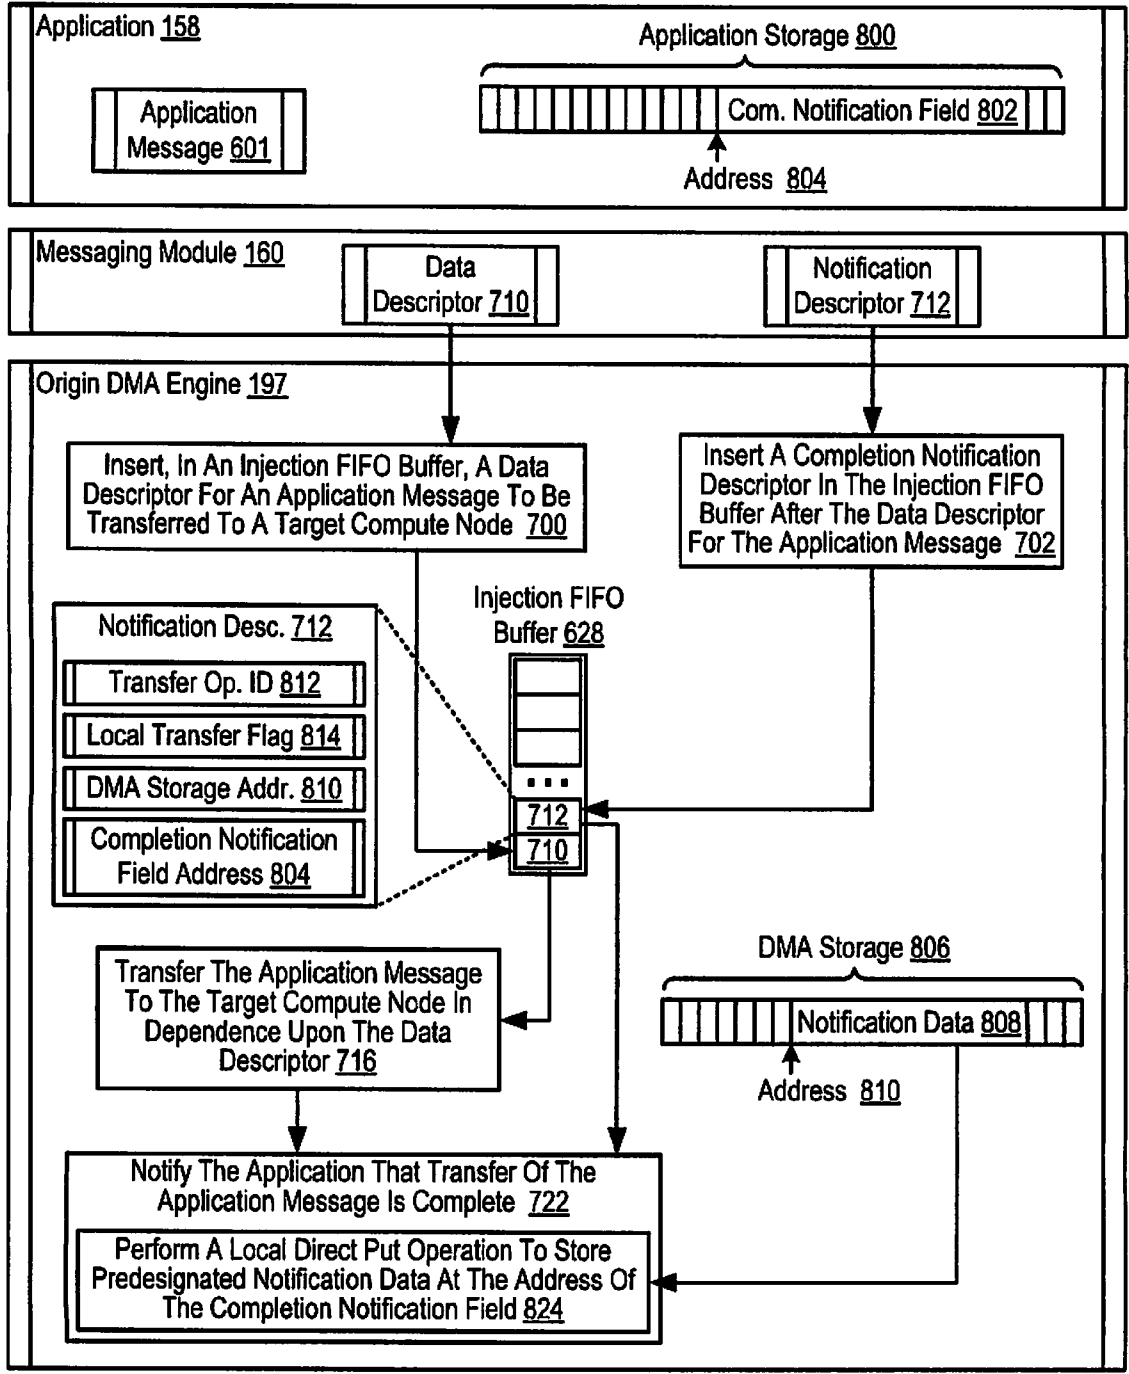 Application 158
Application Storage 800
Application
Message 601
Com. Notification Field 802
Address 804
Messaging Module 160
Data
Descriptor 710
Notification
Descriptor 712
Origin DMA Engine 197
Insert, In An Injection FIFO Buffer, A Data
Descriptor For An Application Message To Be
Transferred To A Target Compute Node 700
Insert A Completion Notification
Descriptor In The Injection FIFO
Buffer After The Data Descriptor
For The Application Message 702
Injection FIFO
Buffer 628
Notification Desc. 712
Transfer Op. ID 812
Local Transfer Flag 814
DMA Storage Addr. 810
Completion Notification
Field Address 804
712
710
Transfer The Application Message
To The Target Compute Node In
Dependence Upon The Data
Descriptor 716
DMA Storage 806
Notification Data 808
Address 810
Notify The Application That Transfer Of The
Application Message Is Complete 722
Perform A Local Direct Put Operation To Store
Predesignated Notification Data At The Address Of
The Completion Notification Field 824